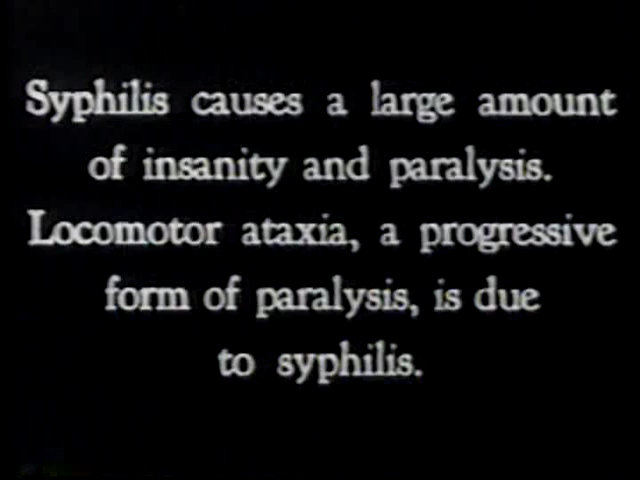 Syphilis causes a large amount
of insanity and paralysis.
Locomotor ataxia, a progressive
form of paralysis, is due
to syphilis.